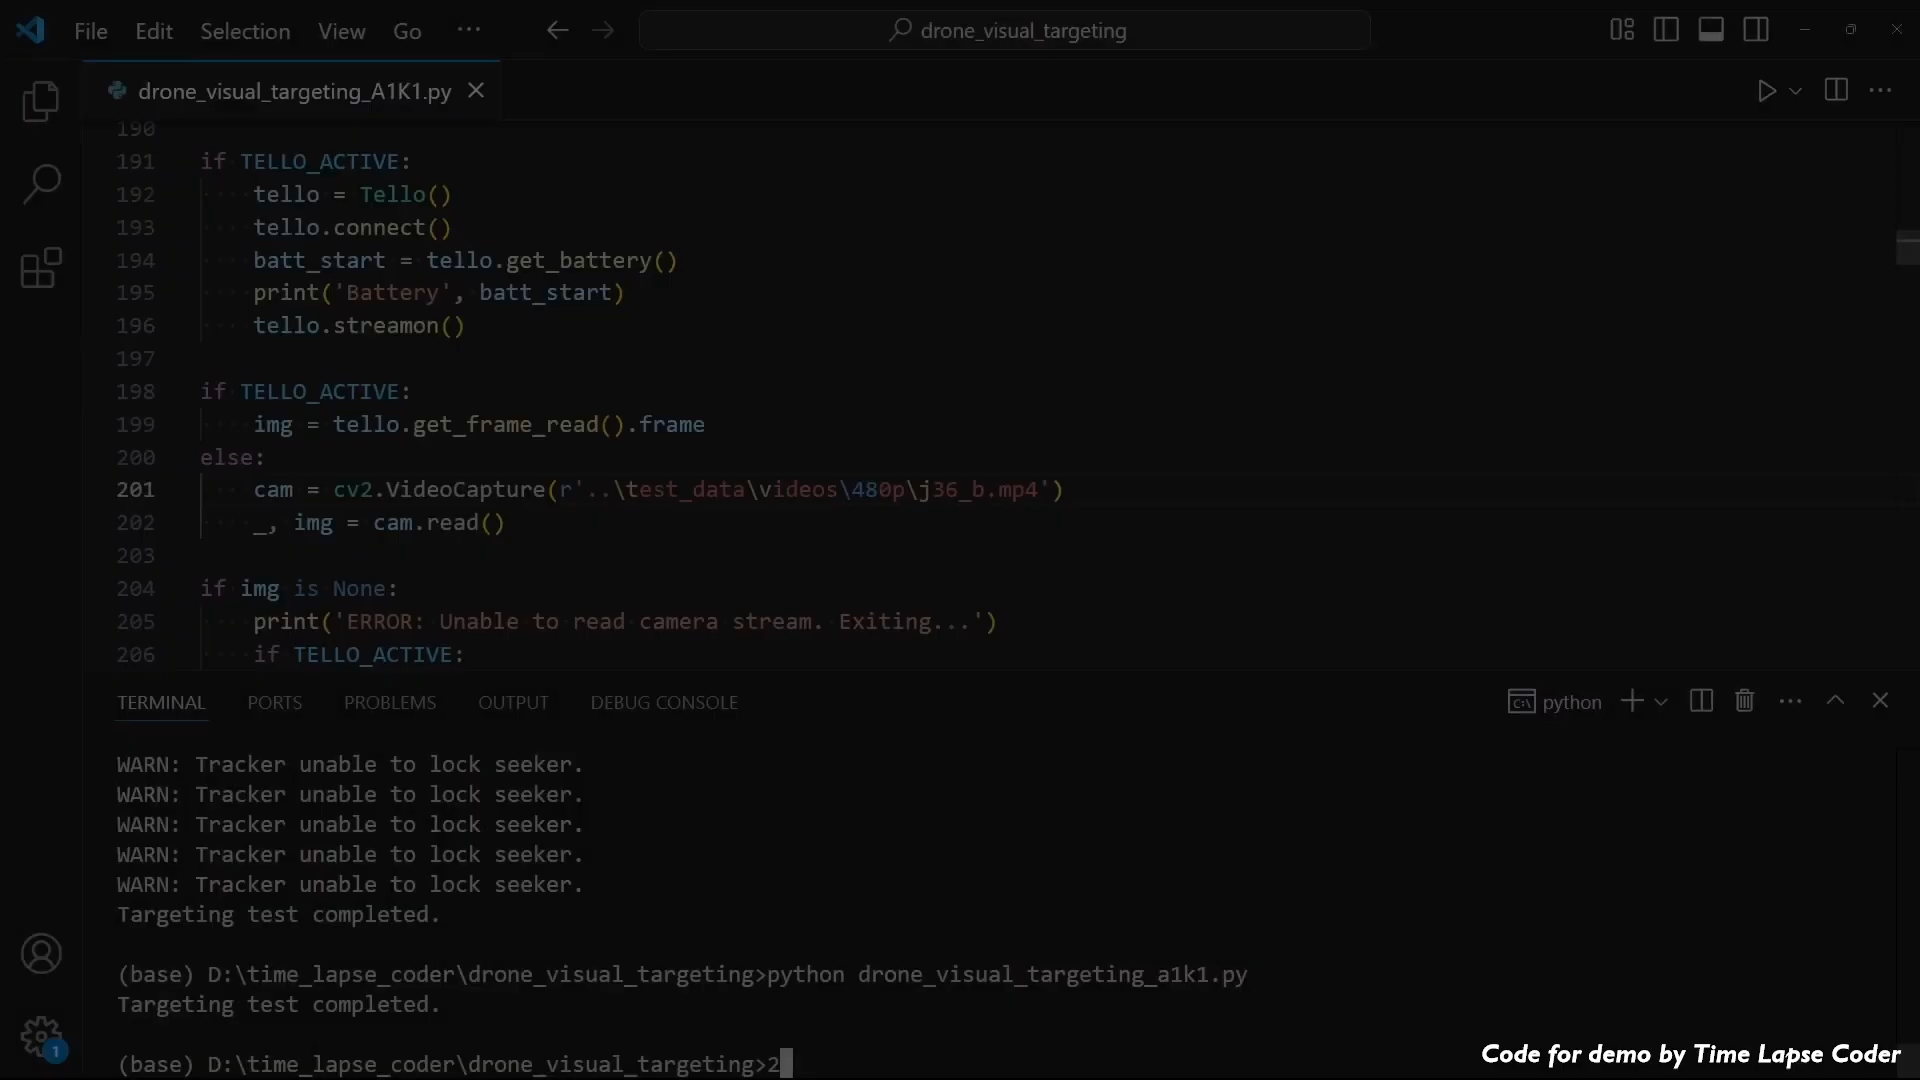 File Edit Selection View Go ··· drone_visual_targeting
drone_visual_targeting_A1K1.py
190
191 if TELLO_ACTIVE:
192 tello = Tello()
193 tello.connect()
194 batt_start = tello.get_battery()
195 print('Battery', batt_start)
196 tello.streamon()
197
198 if TELLO_ACTIVE:
199 img = tello.get_frame_read().frame
200 else:
201 cam = cv2.VideoCapture(r'..\test_data\videos\480p\j36_b.mp4')
202 _, img = cam.read()
203
204 if img is None:
205 print('ERROR: Unable to read camera stream. Exiting...')
206 if TELLO_ACTIVE:
TERMINAL PORTS PROBLEMS OUTPUT DEBUG CONSOLE python
WARN: Tracker unable to lock seeker.
WARN: Tracker unable to lock seeker.
WARN: Tracker unable to lock seeker.
WARN: Tracker unable to lock seeker.
WARN: Tracker unable to lock seeker.
Targeting test completed.
(base) D:\time_lapse_coder\drone_visual_targeting>python drone_visual_targeting_a1k1.py
Targeting test completed.
(base) D:\time_lapse_coder\drone_visual_targeting>2
1
Code for demo by Time Lapse Coder